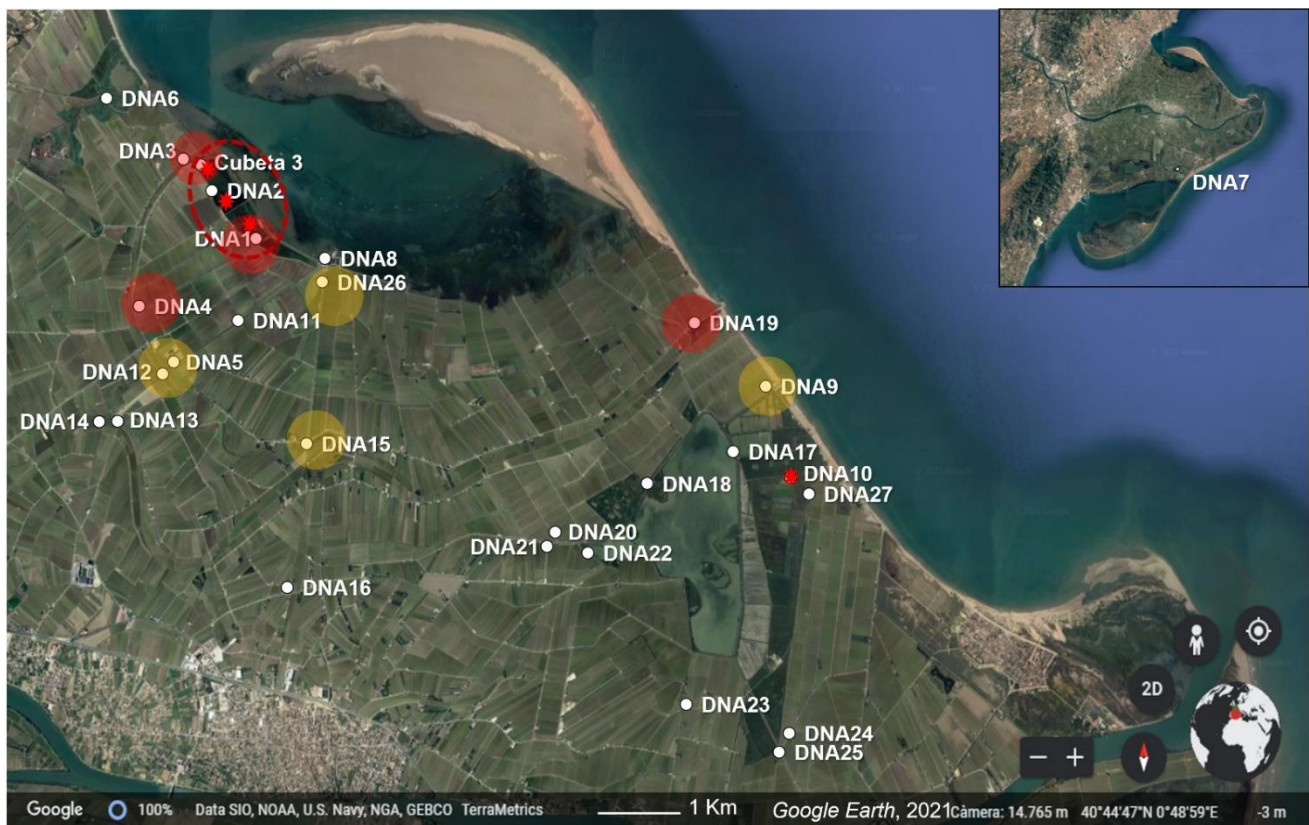 DNA6
DNA3
Cubeta 3
DNA2
DNA1
DNA8
DNA26
DNA4
DNA11
DNA19
DNA5
DNA12
DNA9
DNA14
DNA13
DNA15
DNA17
DNA10
DNA18
DNA27
DNA20
DNA21
DNA22
DNA16
DNA23
DNA24
DNA25
DNA7
2D
Google 100% Data SIO, NOAA, U.S. Navy, NGA, GEBCO TerraMetrics 1 Km Google Earth, 2021 Càmera: 14.765 m 40°44'47"N 0°48'59"E -3 m